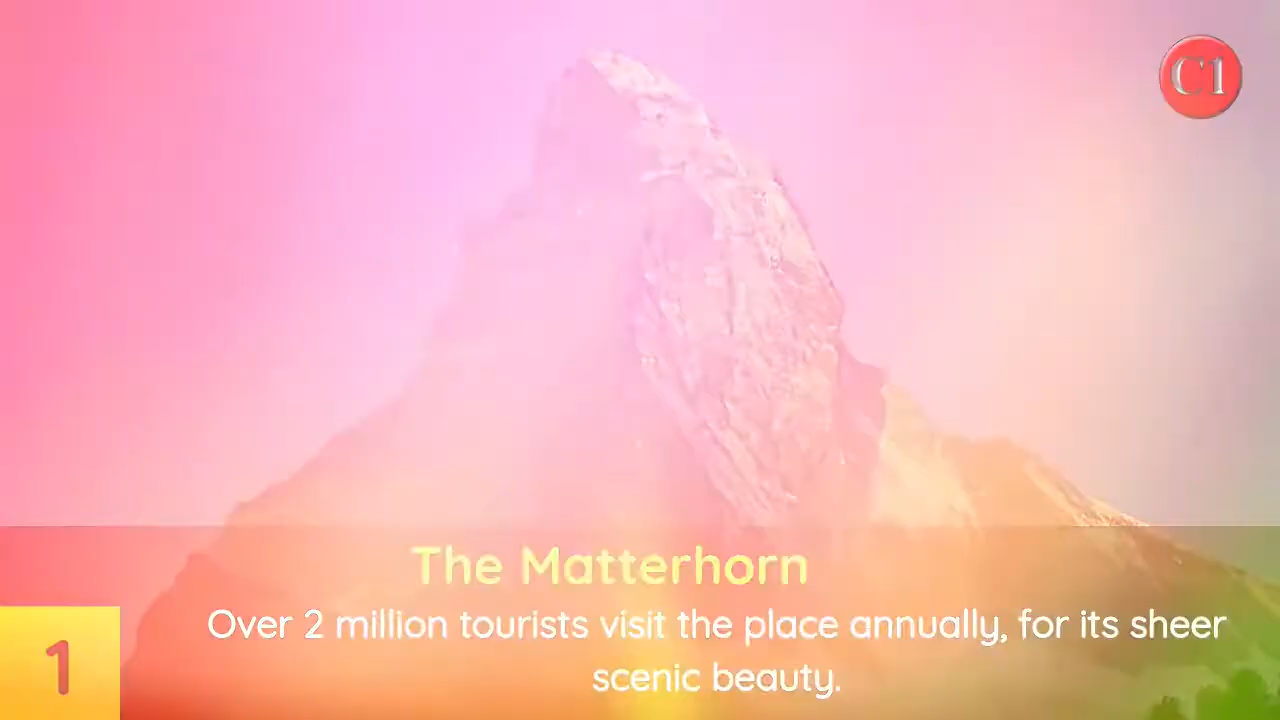 C1
The Matterhorn
Over 2 million tourists visit the place annually, for its sheer
scenic beauty.
1